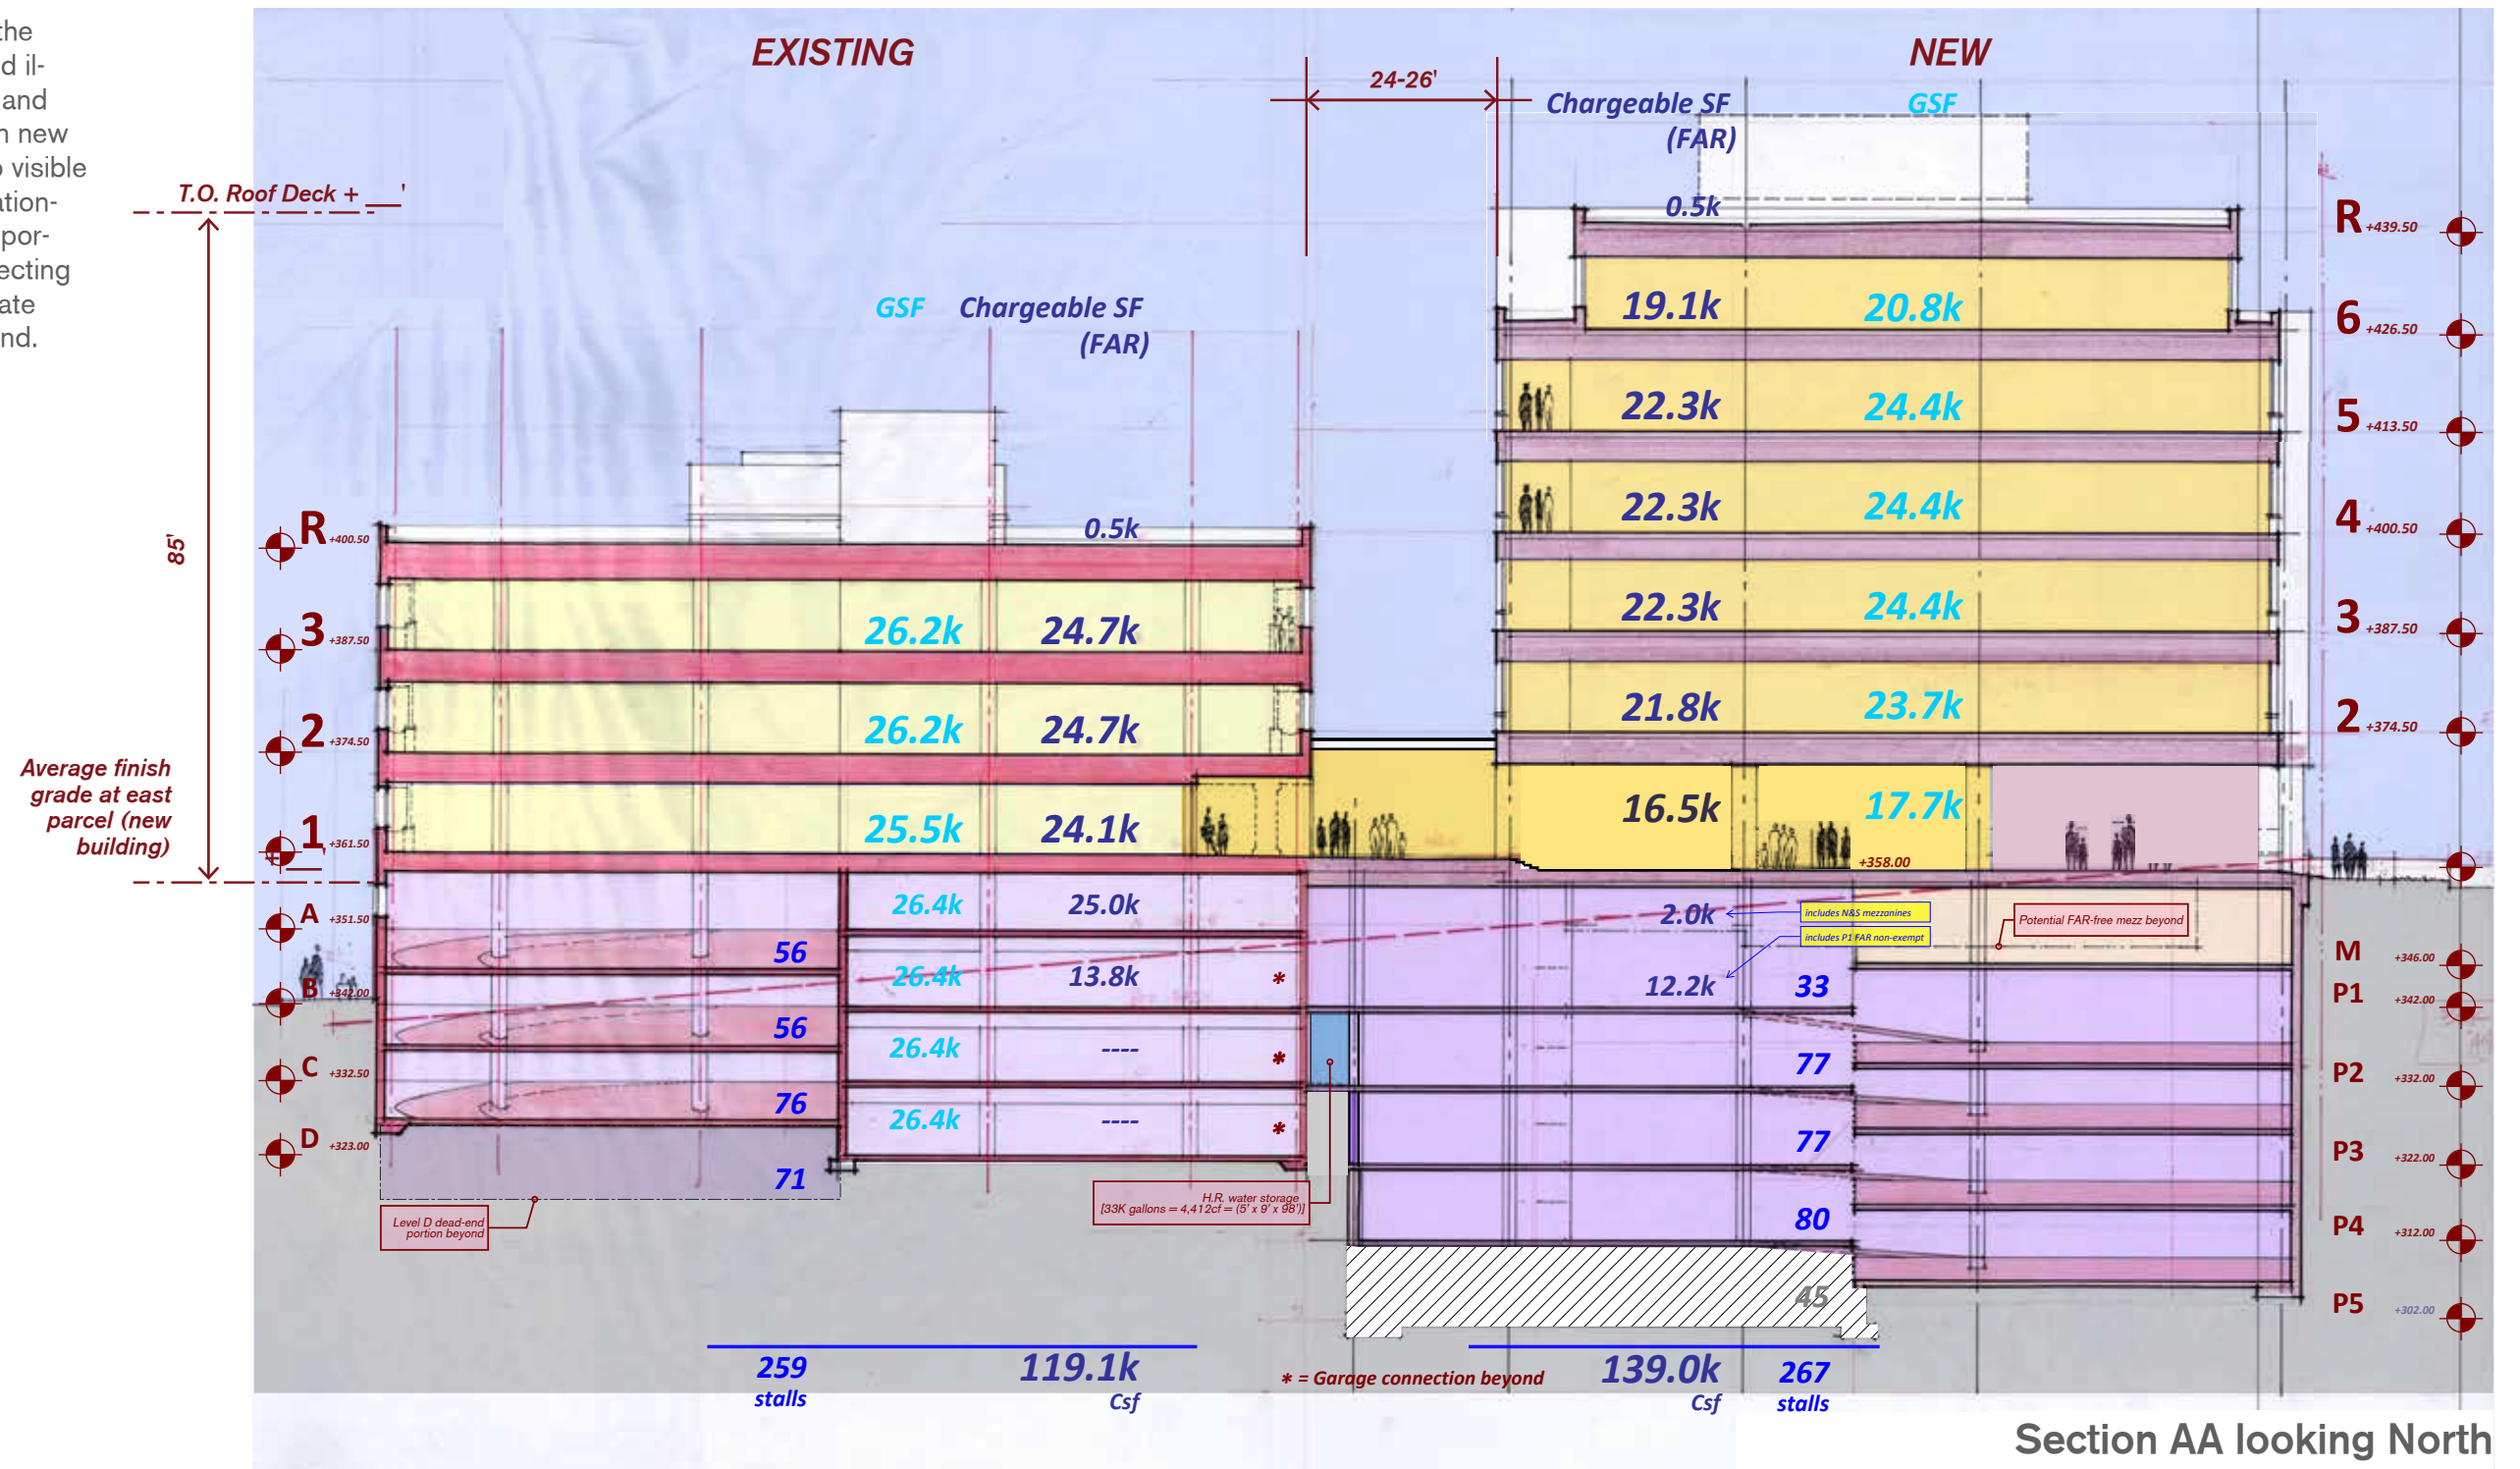 the
d il-
and
n new
o visible
ation-
por-
ecting
ate
nd.
EXISTING
NEW
24-26'
Chargeable SF
(FAR)
GSF
T.O. Roof Deck + ___'
85'
Average finish
grade at east
parcel (new
building)
GSF Chargeable SF
(FAR)
R +400.50
0.5k
3 +387.50
26.2k 24.7k
2 +374.50
26.2k 24.7k
1 +361.50
25.5k 24.1k
A +351.50
26.4k 25.0k
56
B +342.00
26.4k 13.8k *
56
C +332.50
26.4k ---- *
76
D +323.00
26.4k ---- *
71
Level D dead-end
portion beyond
H.R. water storage
[33K gallons = 4,412cf = (5' x 9' x 98')]
259
stalls
119.1k
Csf
* = Garage connection beyond
0.5k
R +439.50
19.1k 20.8k
6 +426.50
22.3k 24.4k
5 +413.50
22.3k 24.4k
4 +400.50
22.3k 24.4k
3 +387.50
21.8k 23.7k
2 +374.50
16.5k 17.7k
+358.00
2.0k
includes N&S mezzanines
includes P1 FAR non-exempt
Potential FAR-free mezz beyond
M +346.00
12.2k 33
P1 +342.00
77
P2 +332.00
77
P3 +322.00
80
P4 +312.00
45
P5 +302.00
139.0k
Csf
267
stalls
Section AA looking North